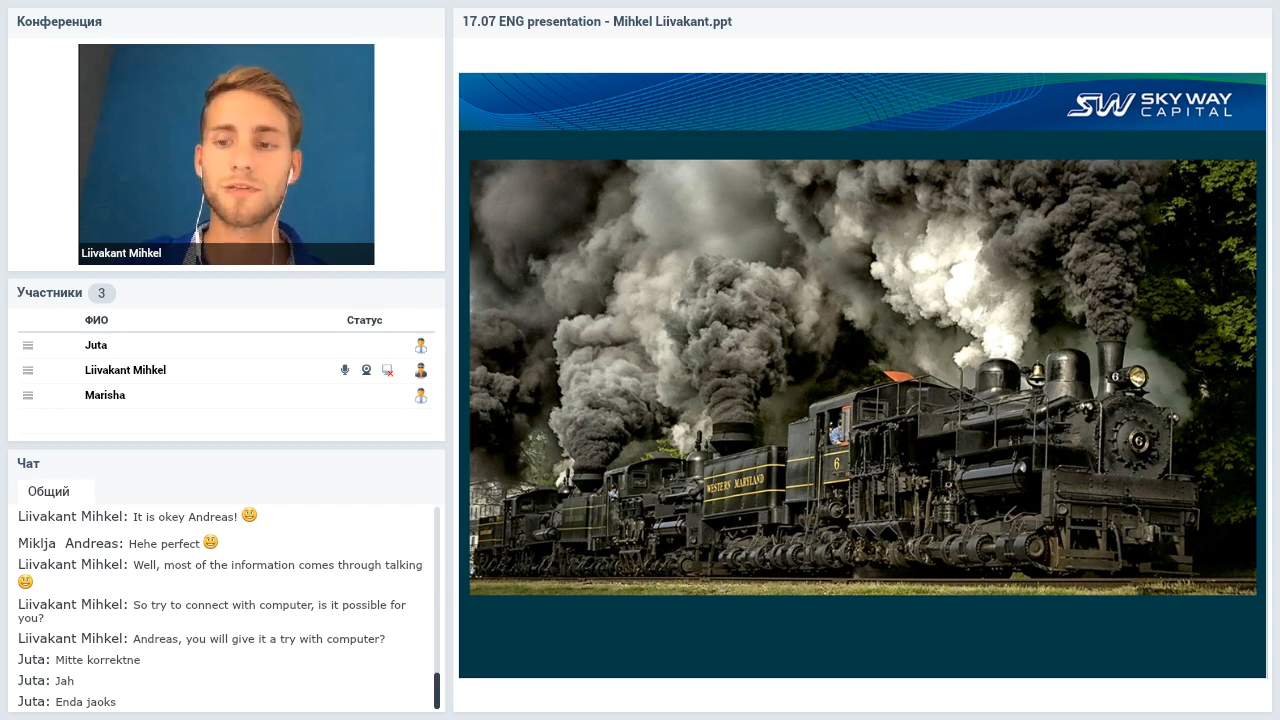 Конференция
Liivakant Mihkel
Участники 3
ФИО Статус
Juta
Liivakant Mihkel
Marisha
Чат
Общий
Liivakant Mihkel: It is okey Andreas!
Miklja Andreas: Hehe perfect
Liivakant Mihkel: Well, most of the information comes through talking
Liivakant Mihkel: So try to connect with computer, is it possible for
you?
Liivakant Mihkel: Andreas, you will give it a try with computer?
Juta: Mitte korrektne
Juta: Jah
Juta: Enda jaoks
17.07 ENG presentation - Mihkel Liivakant.ppt
SW SKY WAY
CAPITAL
6
6
WESTERN MARYLAND